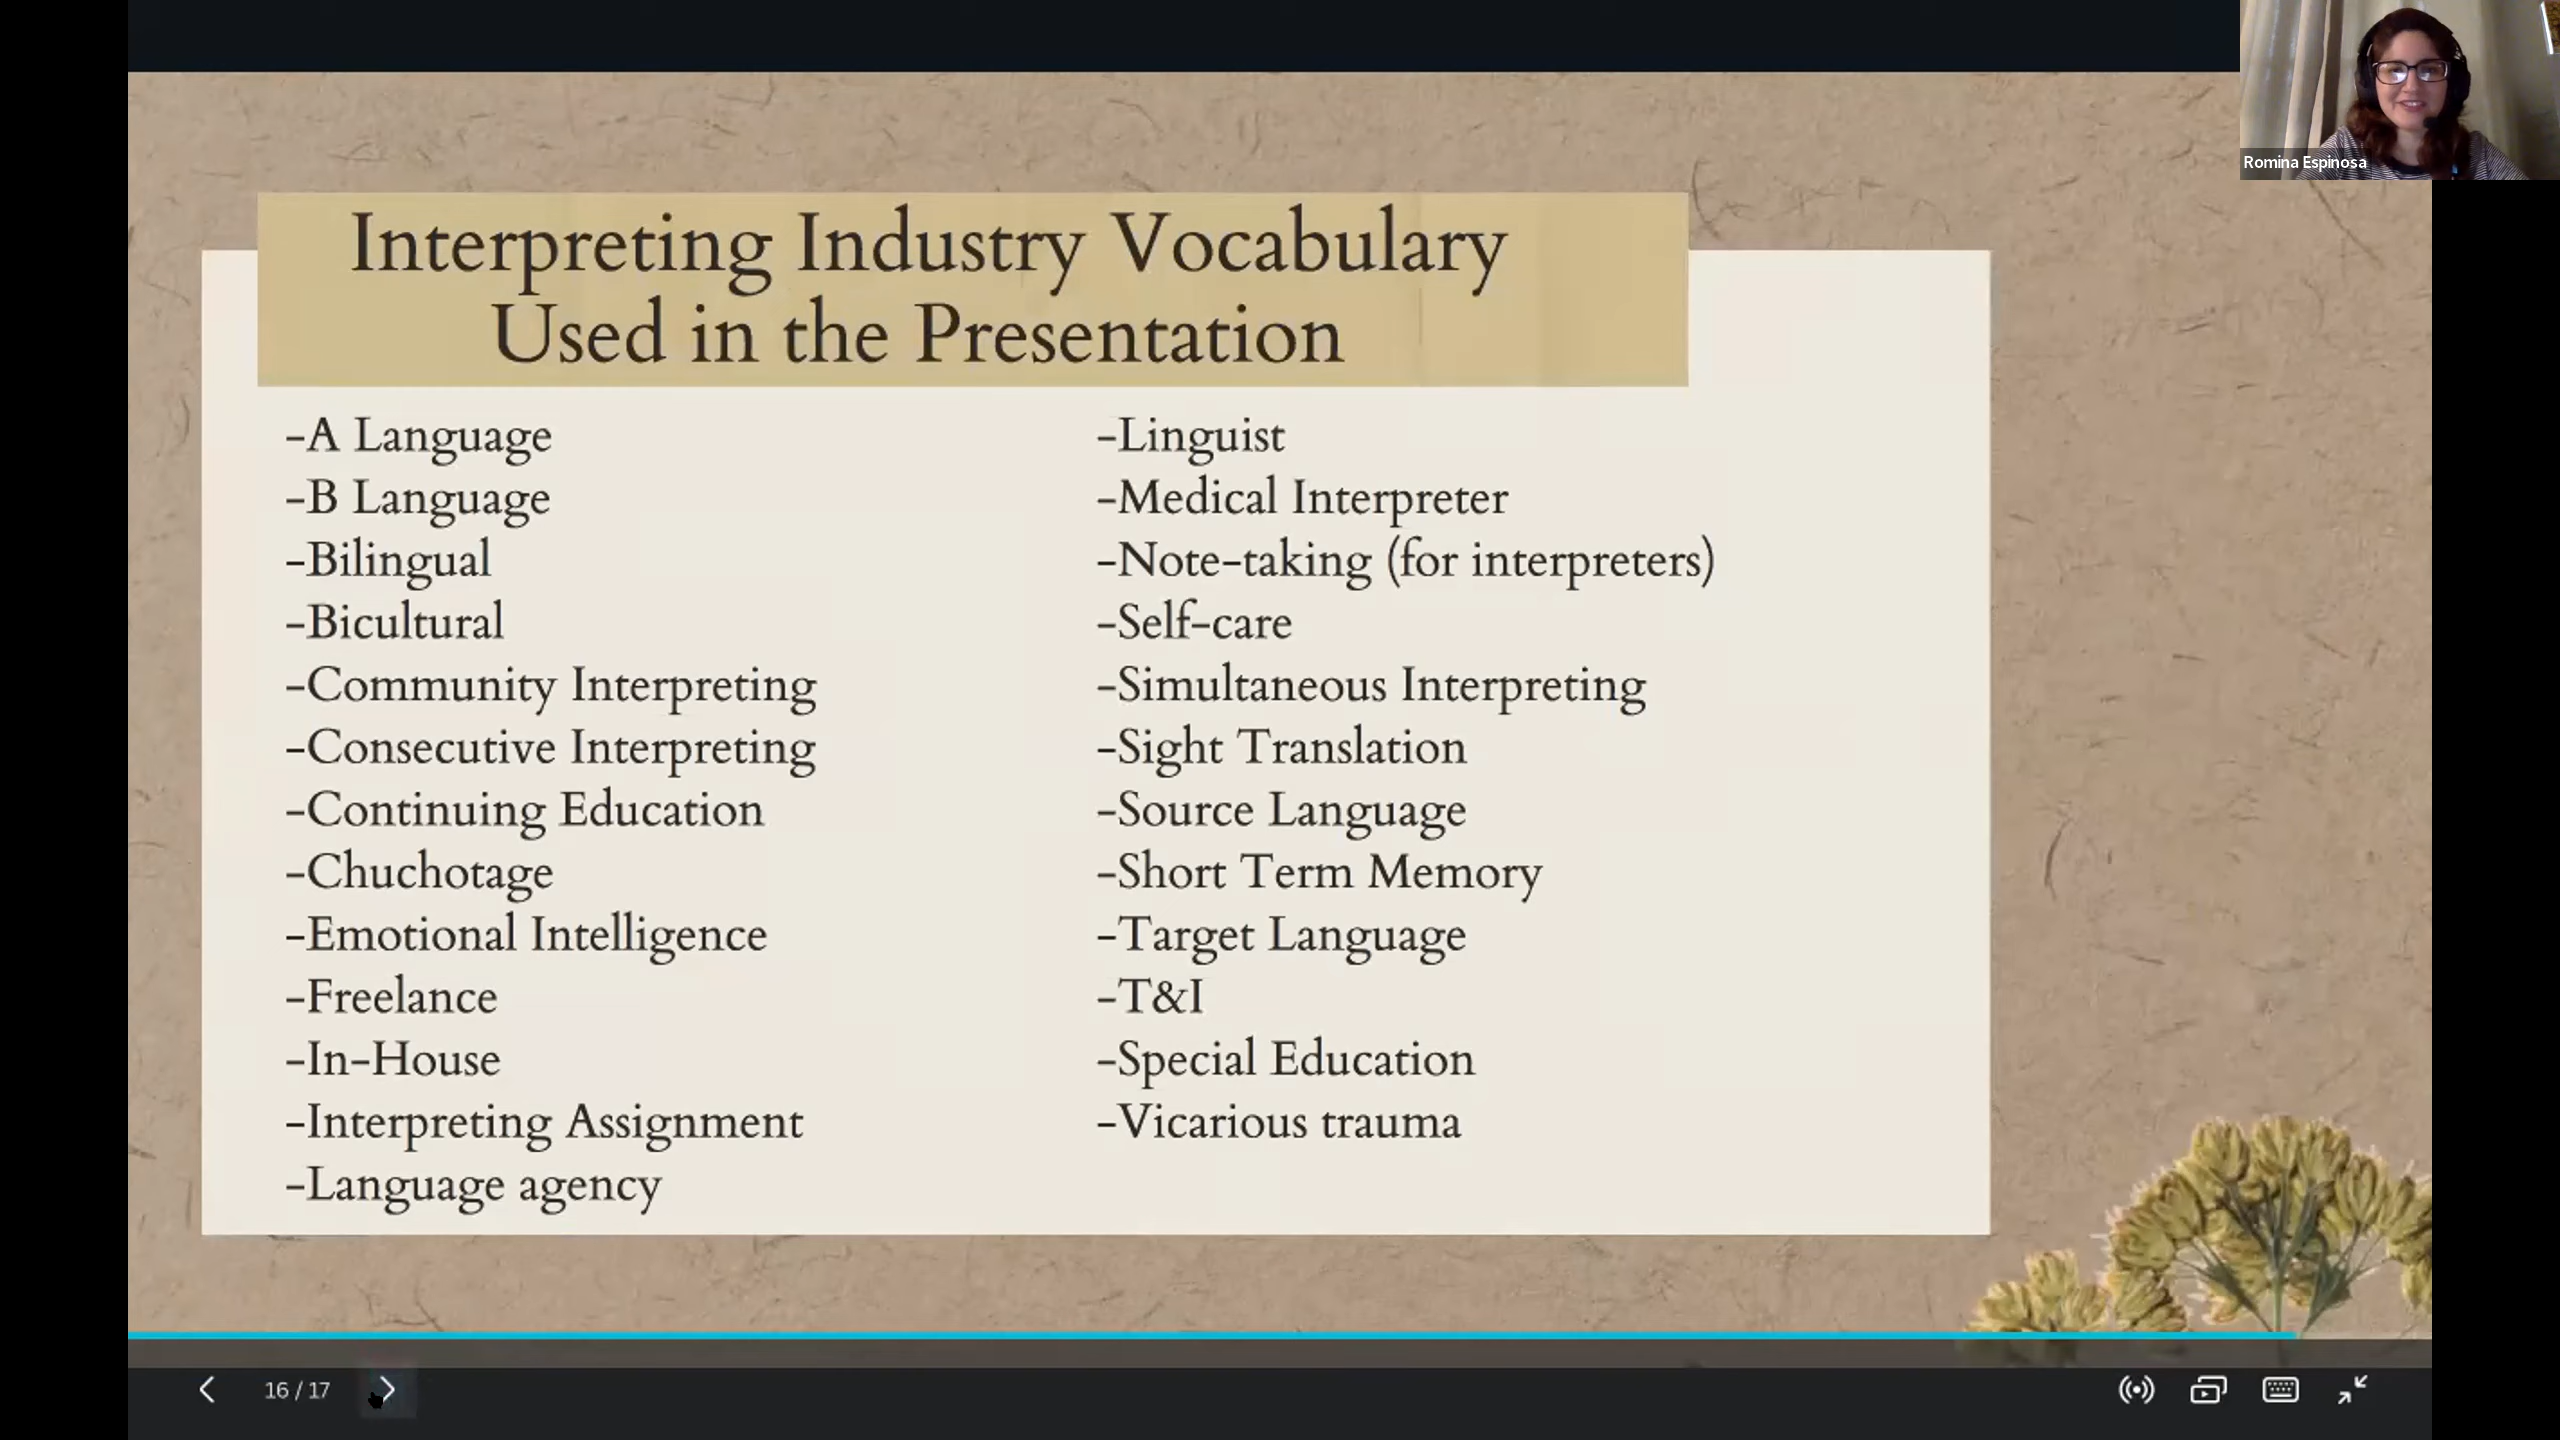 Romina Espinosa
Interpreting Industry Vocabulary
Used in the Presentation
-A Language
-B Language
-Bilingual
-Bicultural
-Community Interpreting
-Consecutive Interpreting
-Continuing Education
-Chuchotage
-Emotional Intelligence
-Freelance
-In-House
-Interpreting Assignment
-Language agency
-Linguist
-Medical Interpreter
-Note-taking (for interpreters)
-Self-care
-Simultaneous Interpreting
-Sight Translation
-Source Language
-Short Term Memory
-Target Language
-T&I
-Special Education
-Vicarious trauma
16 / 17